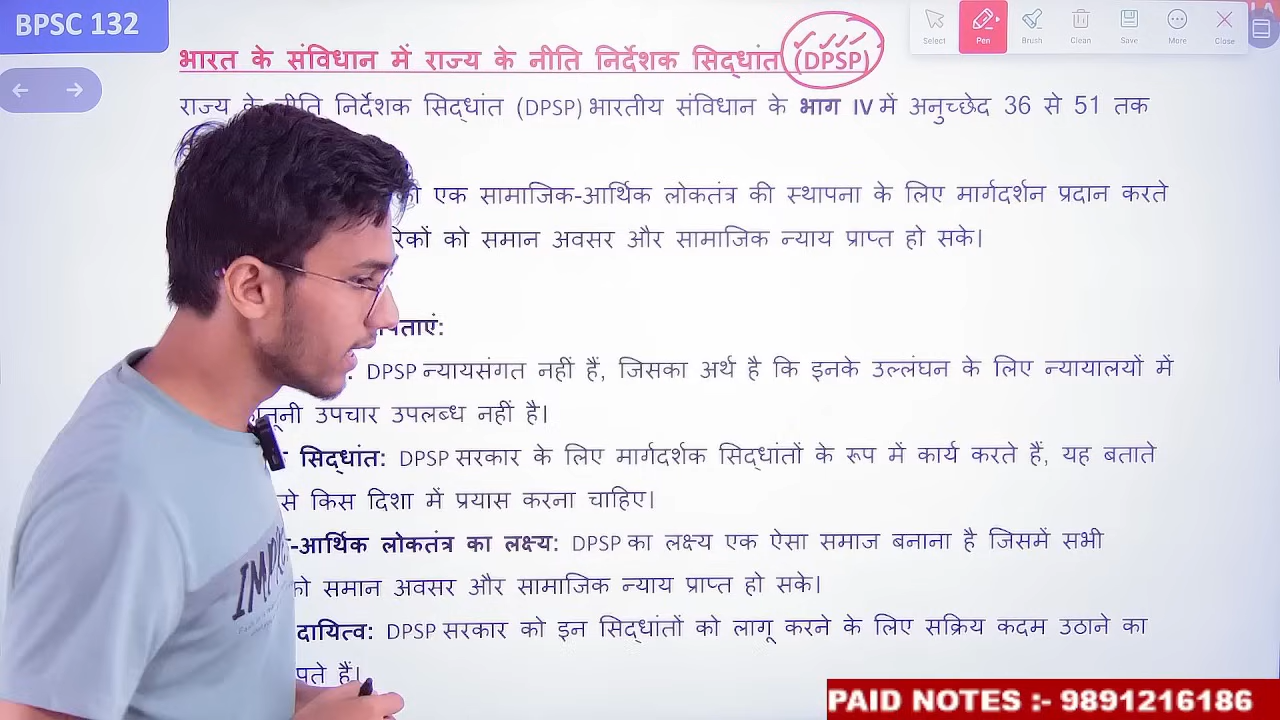 BPSC 132
Select Pen Brush Clean Save More Close
भारत के संविधान में राज्य के नीति निर्देशक सिद्धांत (DPSP)
राज्य के नीति निर्देशक सिद्धांत (DPSP) भारतीय संविधान के भाग IV में अनुच्छेद 36 से 51 तक
एक सामाजिक-आर्थिक लोकतंत्र की स्थापना के लिए मार्गदर्शन प्रदान करते
को समान अवसर और सामाजिक न्याय प्राप्त हो सके।
DPSP न्यायसंगत नहीं हैं, जिसका अर्थ है कि इनके उल्लंघन के लिए न्यायालयों में
उपचार उपलब्ध नहीं है।
सिद्धांत: DPSP सरकार के लिए मार्गदर्शक सिद्धांतों के रूप में कार्य करते हैं, यह बताते
से किस दिशा में प्रयास करना चाहिए।
-आर्थिक लोकतंत्र का लक्ष्य: DPSP का लक्ष्य एक ऐसा समाज बनाना है जिसमें सभी
को समान अवसर और सामाजिक न्याय प्राप्त हो सके।
दायित्व: DPSP सरकार को इन सिद्धांतों को लागू करने के लिए सक्रिय कदम उठाने का
हैं।
PAID NOTES :- 9891216186